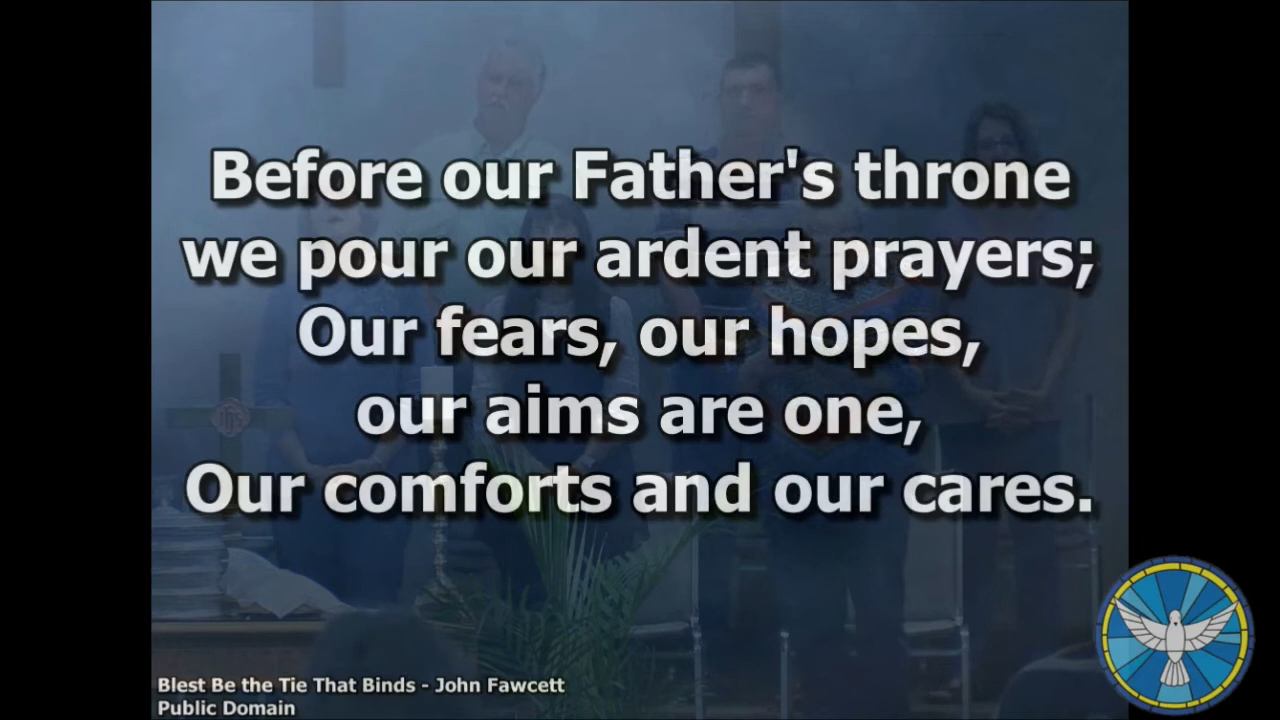 Before our Father's throne
we pour our ardent prayers;
Our fears, our hopes,
our aims are one,
Our comforts and our cares.
Blest Be the Tie That Binds - John Fawcett
Public Domain